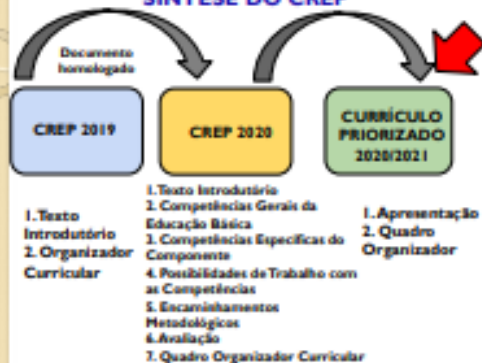 SÍNTESE DO CREP
Documento
homologado
CREP 2019
CREP 2020
CURRÍCULO
PRIORIZADO
2020/2021
1. Texto
Introdutório
2. Organizador
Curricular
1. Texto Introdutório
2. Competências Gerais da
Educação Básica
3. Competências Específicas do
Componente
4. Possibilidades de Trabalho com
as Competências
5. Encaminhamentos
Metodológicos
6. Avaliação
7. Quadro Organizador Curricular
1. Apresentação
2. Quadro
Organizador